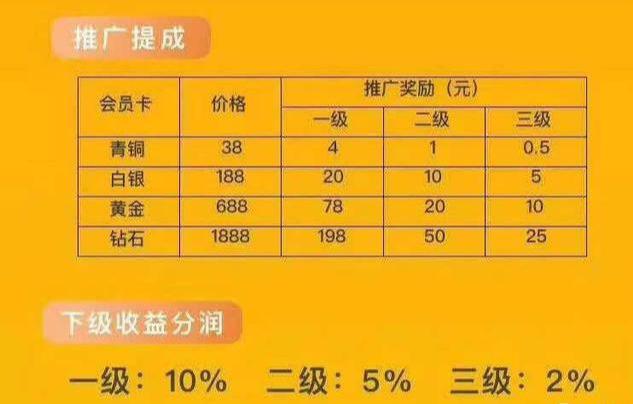 推广提成
会员卡 价格 推广奖励（元）
一级 二级 三级
青铜 38 4 1 0.5
白银 188 20 10 5
黄金 688 78 20 10
钻石 1888 198 50 25
下级收益分润
一级：10% 二级：5% 三级：2%